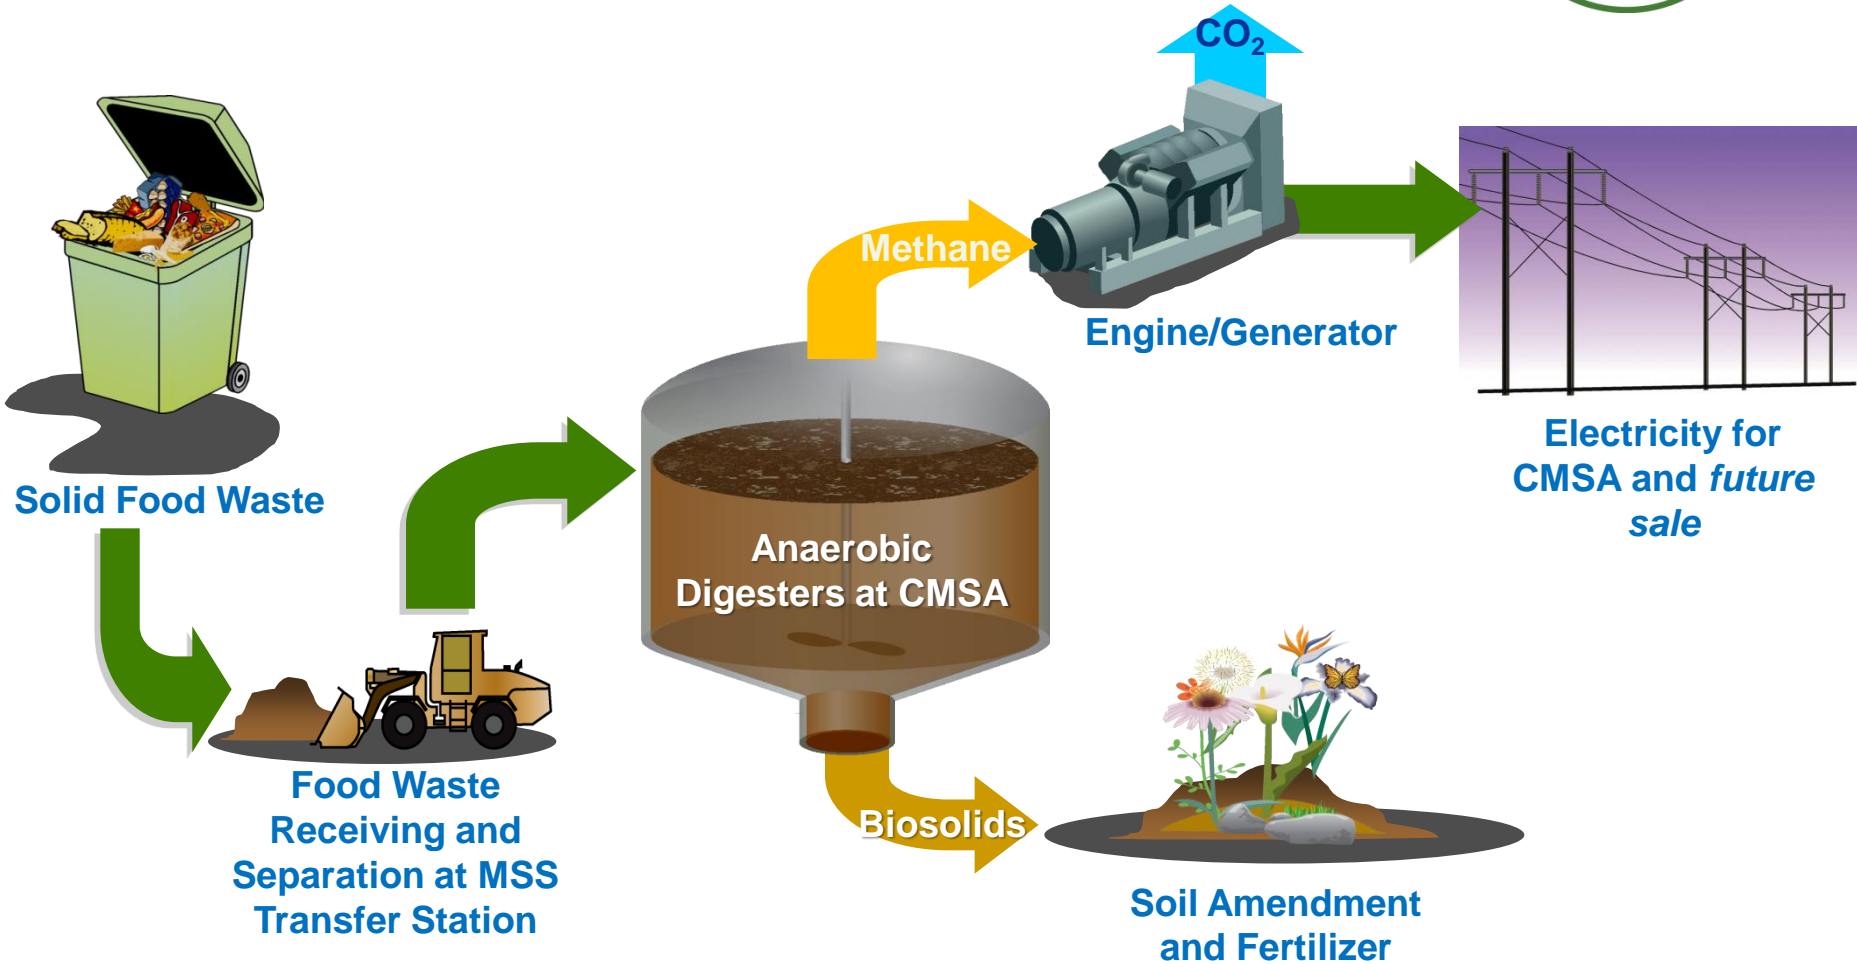 CO2
Methane
Engine/Generator
Electricity for
CMSA and future
sale
Solid Food Waste
Anaerobic
Digesters at CMSA
Food Waste
Receiving and
Separation at MSS
Transfer Station
Biosolids
Soil Amendment
and Fertilizer